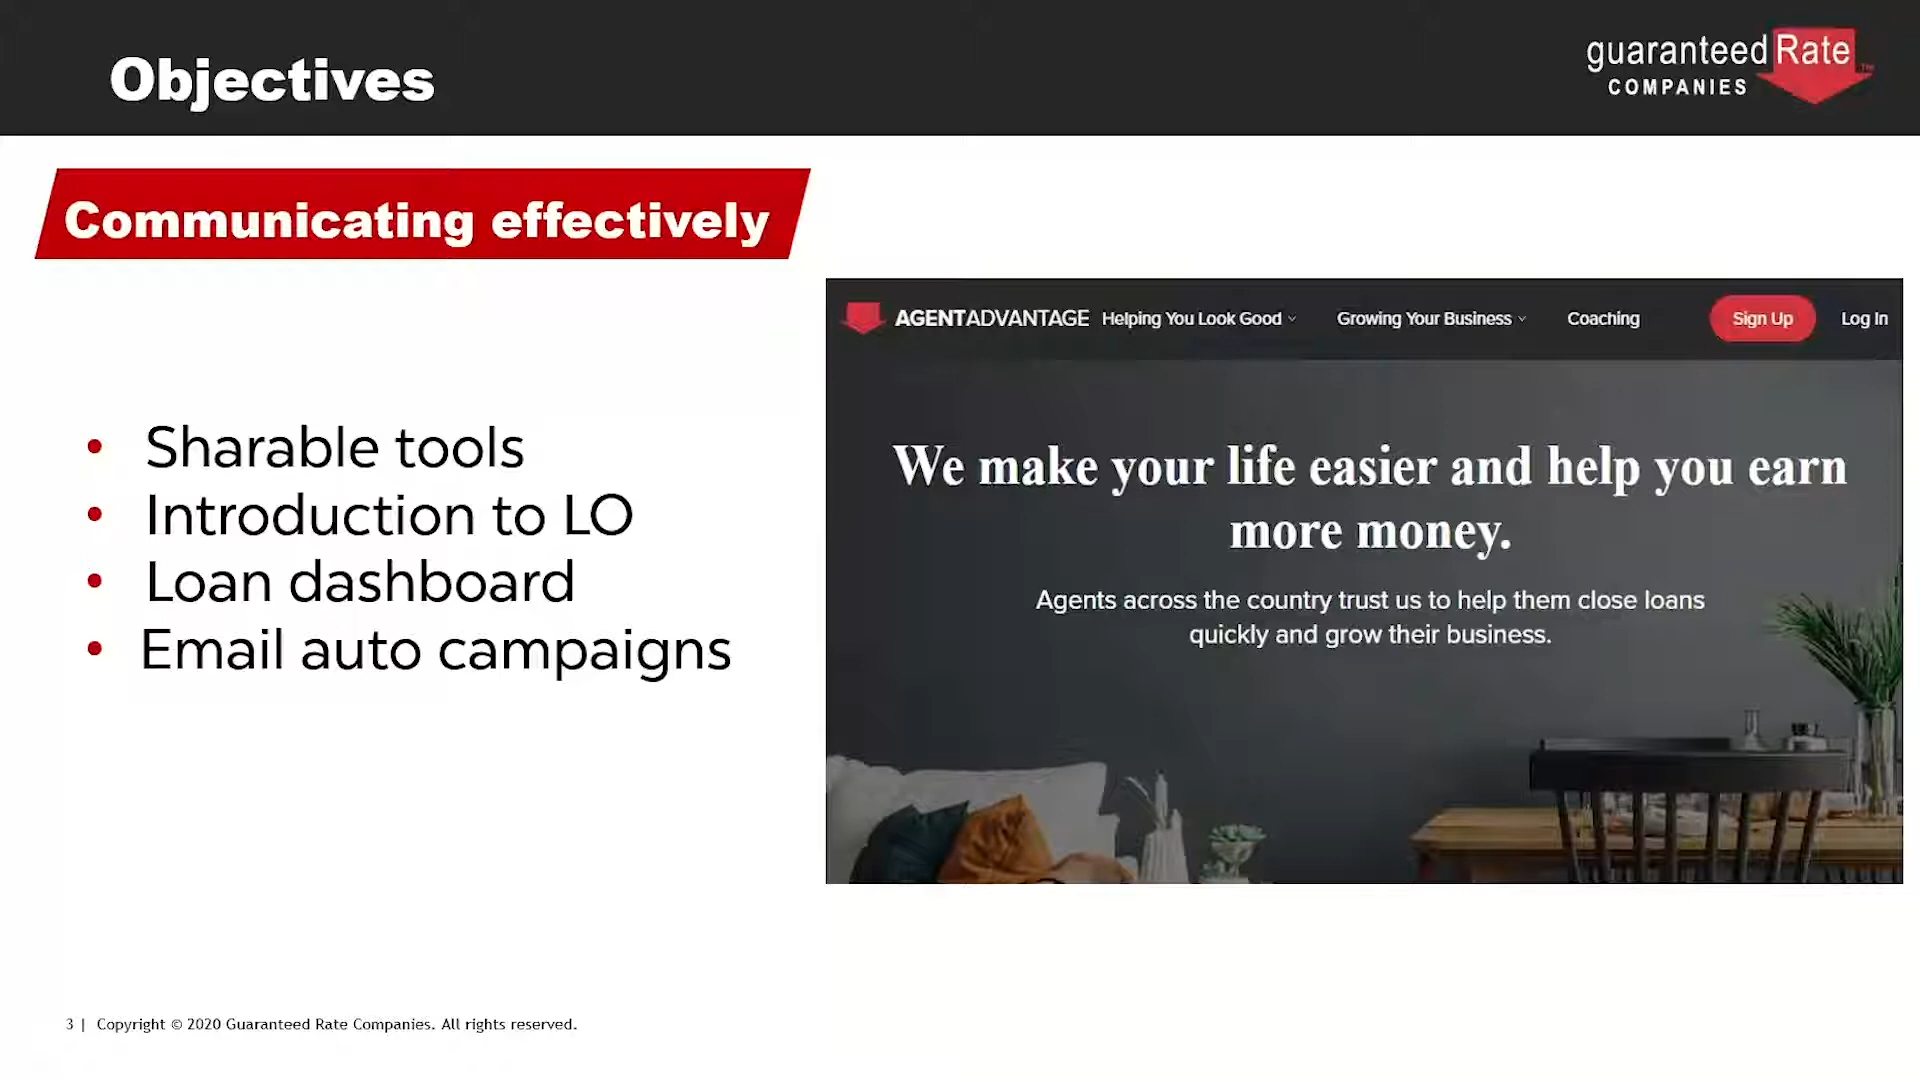 Objectives
guaranteed Rate
COMPANIES
Communicating effectively
• Sharable tools
• Introduction to LO
• Loan dashboard
• Email auto campaigns
AGENTADVANTAGE Helping You Look Good Growing Your Business Coaching Sign Up Log In
We make your life easier and help you earn
more money.
Agents across the country trust us to help them close loans
quickly and grow their business.
3 | Copyright © 2020 Guaranteed Rate Companies. All rights reserved.